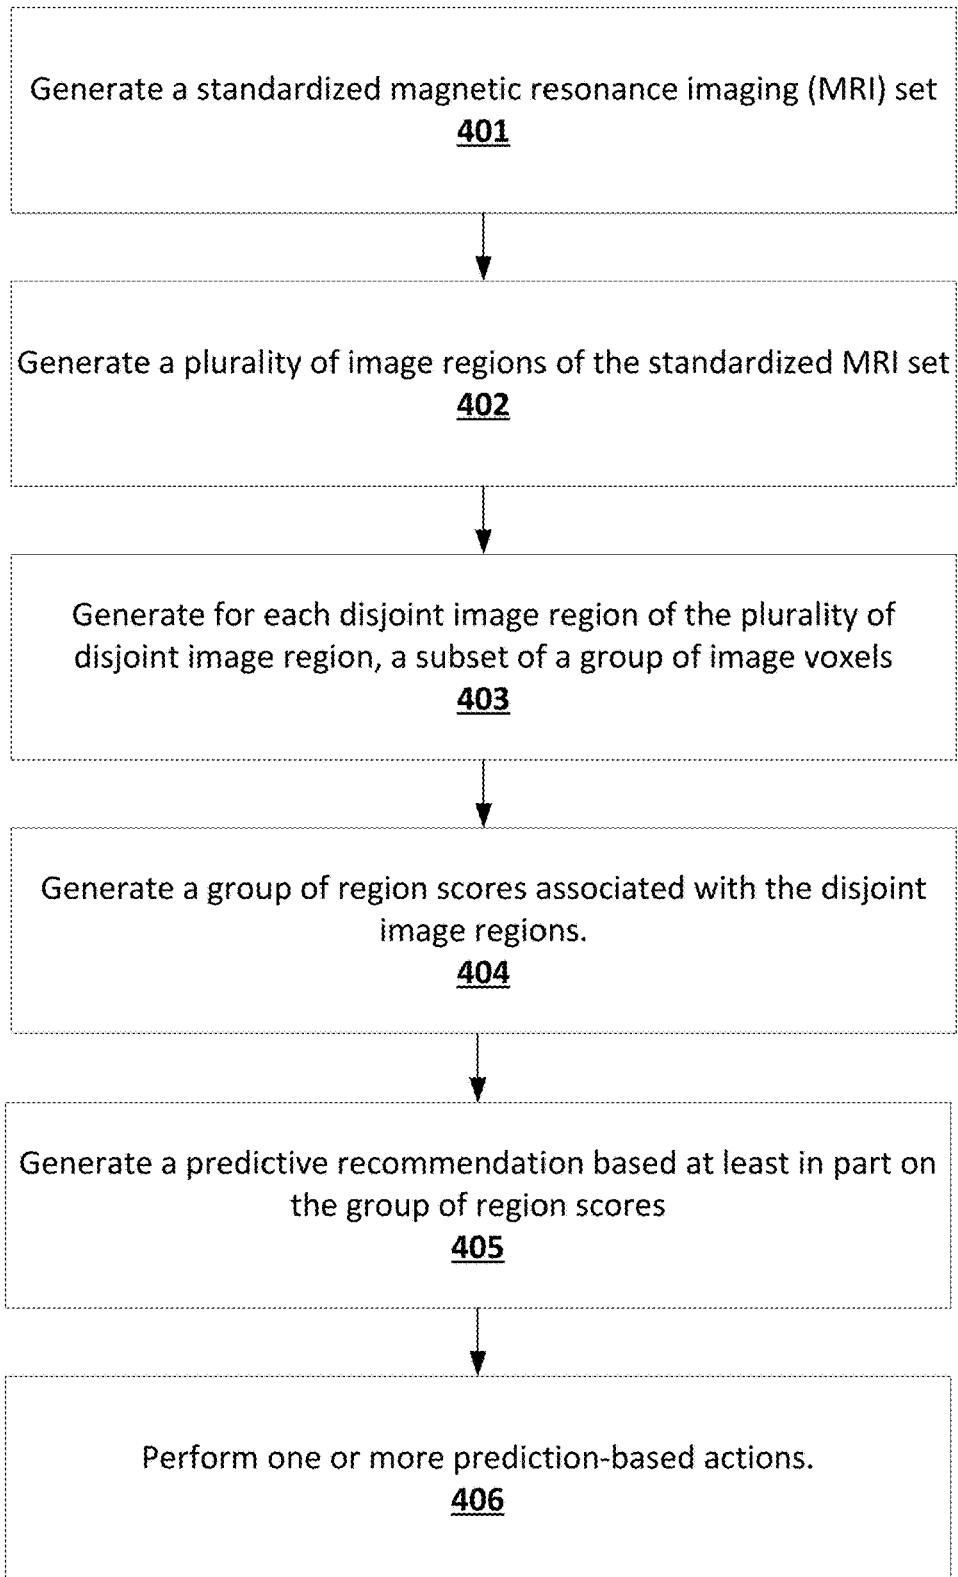 Generate a standardized magnetic resonance imaging (MRI) set
401
Generate a plurality of image regions of the standardized MRI set
402
Generate for each disjoint image region of the plurality of
disjoint image region, a subset of a group of image voxels
403
Generate a group of region scores associated with the disjoint
image regions.
404
Generate a predictive recommendation based at least in part on
the group of region scores
405
Perform one or more prediction-based actions.
406